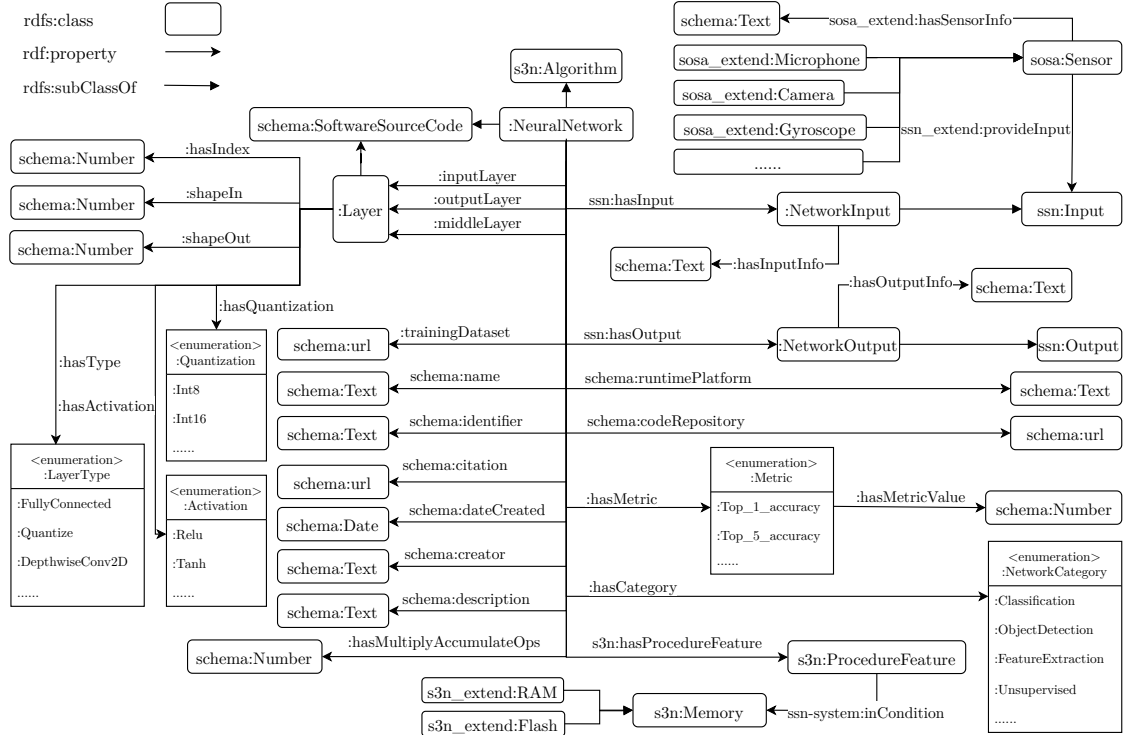 rdfs:class
rdf:property
rdfs:subClassOf
schema:Text
sosa_extend:hasSensorInfo
sosa_extend:Microphone
sosa:Sensor
sosa_extend:Camera
sosa_extend:Gyroscope
ssn_extend:provideInput
......
s3n:Algorithm
schema:SoftwareSourceCode
:NeuralNetwork
schema:Number
:hasIndex
schema:Number
:shapeIn
schema:Number
:shapeOut
:Layer
:inputLayer
:outputLayer
:middleLayer
ssn:hasInput
:NetworkInput
ssn:Input
schema:Text
:hasInputInfo
:hasOutputInfo
schema:Text
:hasQuantization
<enumeration>
:Quantization
:Int8
:Int16
......
:hasType
:hasActivation
<enumeration>
:LayerType
:FullyConnected
:Quantize
:DepthwiseConv2D
......
<enumeration>
:Activation
:Relu
:Tanh
......
schema:url
:trainingDataset
ssn:hasOutput
:NetworkOutput
ssn:Output
schema:Text
schema:name
schema:runtimePlatform
schema:Text
schema:Text
schema:identifier
schema:codeRepository
schema:url
schema:url
schema:citation
schema:Date
schema:dateCreated
schema:Text
schema:creator
schema:Text
schema:description
:hasMetric
<enumeration>
:Metric
:Top_1_accuracy
:Top_5_accuracy
......
:hasMetricValue
schema:Number
:hasCategory
<enumeration>
:NetworkCategory
:Classification
:ObjectDetection
:FeatureExtraction
:Unsupervised
......
schema:Number
:hasMultiplyAccumulateOps
s3n:hasProcedureFeature
s3n:ProcedureFeature
s3n_extend:RAM
s3n_extend:Flash
s3n:Memory
ssn-system:inCondition